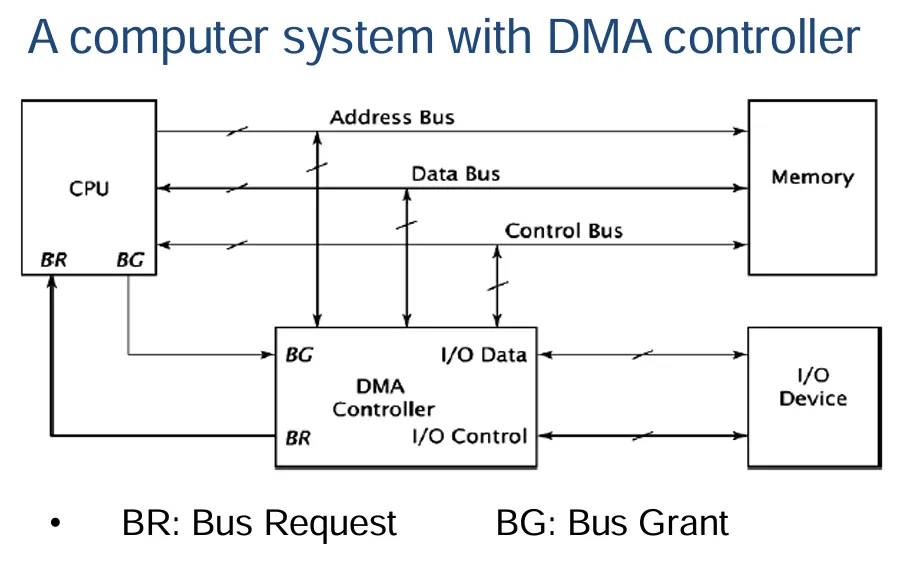 A computer system with DMA controller
Address Bus
CPU
Data Bus
Memory
Control Bus
BR BG
BG I/O Data
DMA
Controller
I/O
Device
BR I/O Control
• BR: Bus Request BG: Bus Grant